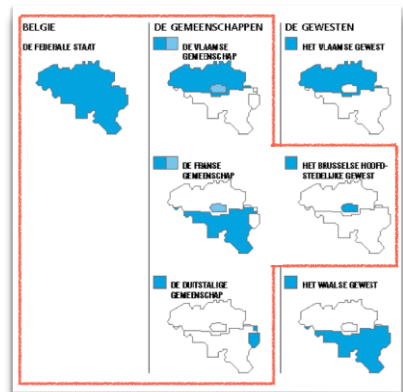 BELGIE
DE FEDERALE STAAT
DE GEMEENSCHAPPEN
DE VLAAMSE
GEMEENSCHAP
DE FRANSE
GEMEENSCHAP
DE DUITSTALIGE
GEMEENSCHAP
DE GEWESTEN
HET VLAAMSE GEWEST
HET BRUSSELSE HOOFD-
STEDELIJKE GEWEST
HET WAALSE GEWEST